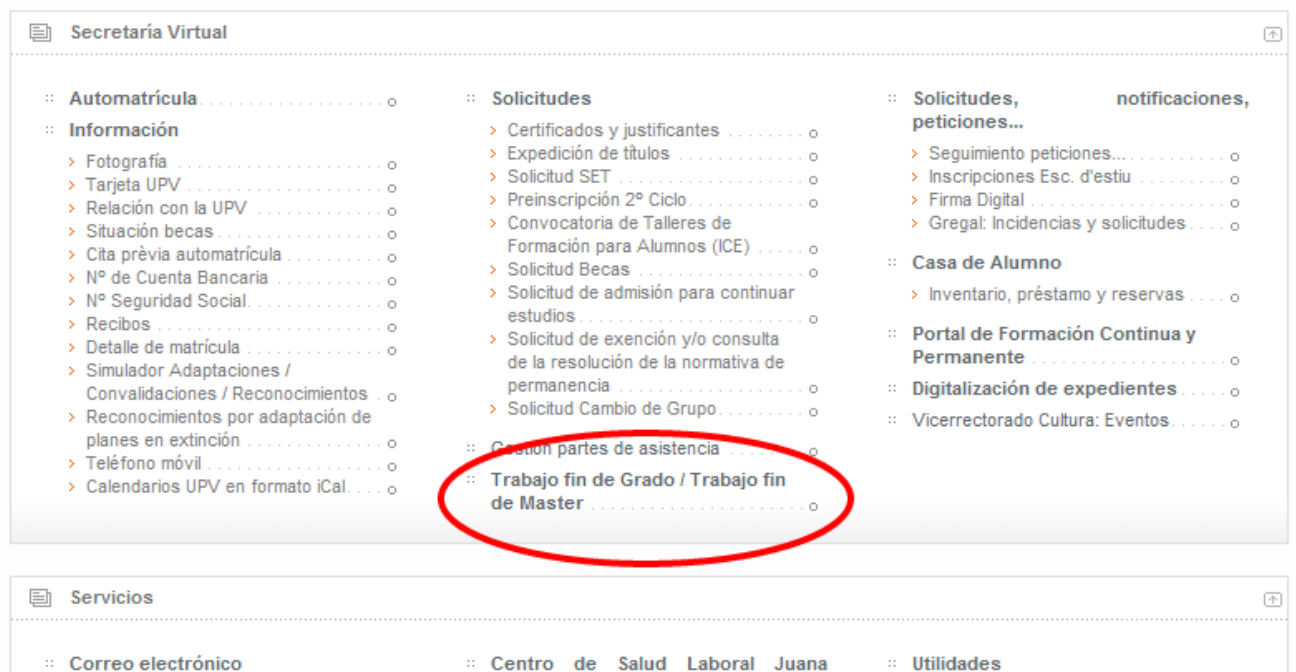 Secretaría Virtual
Automatrícula
Información
Fotografía
Tarjeta UPV
Relación con la UPV
Situación becas
Cita prèvia automatrícula
Nº de Cuenta Bancaria
Nº Seguridad Social
Recibos
Detalle de matrícula
Simulador Adaptaciones /
Convalidaciones / Reconocimientos
Reconocimientos por adaptación de
planes en extinción
Teléfono móvil
Calendarios UPV en formato iCal
Solicitudes
Certificados y justificantes
Expedición de títulos
Solicitud SET
Preinscripción 2º Ciclo
Convocatoria de Talleres de
Formación para Alumnos (ICE)
Solicitud Becas
Solicitud de admisión para continuar
estudios
Solicitud de exención y/o consulta
de la resolución de la normativa de
permanencia
Solicitud Cambio de Grupo
Gestión partes de asistencia
Trabajo fin de Grado / Trabajo fin
de Master
Solicitudes, notificaciones,
peticiones...
Seguimiento peticiones...
Inscripciones Esc. d'estiu
Firma Digital
Gregal: Incidencias y solicitudes
Casa de Alumno
Inventario, préstamo y reservas
Portal de Formación Continua y
Permanente
Digitalización de expedientes
Vicerrectorado Cultura: Eventos
Servicios
Correo electrónico
Centro de Salud Laboral Juana
Utilidades